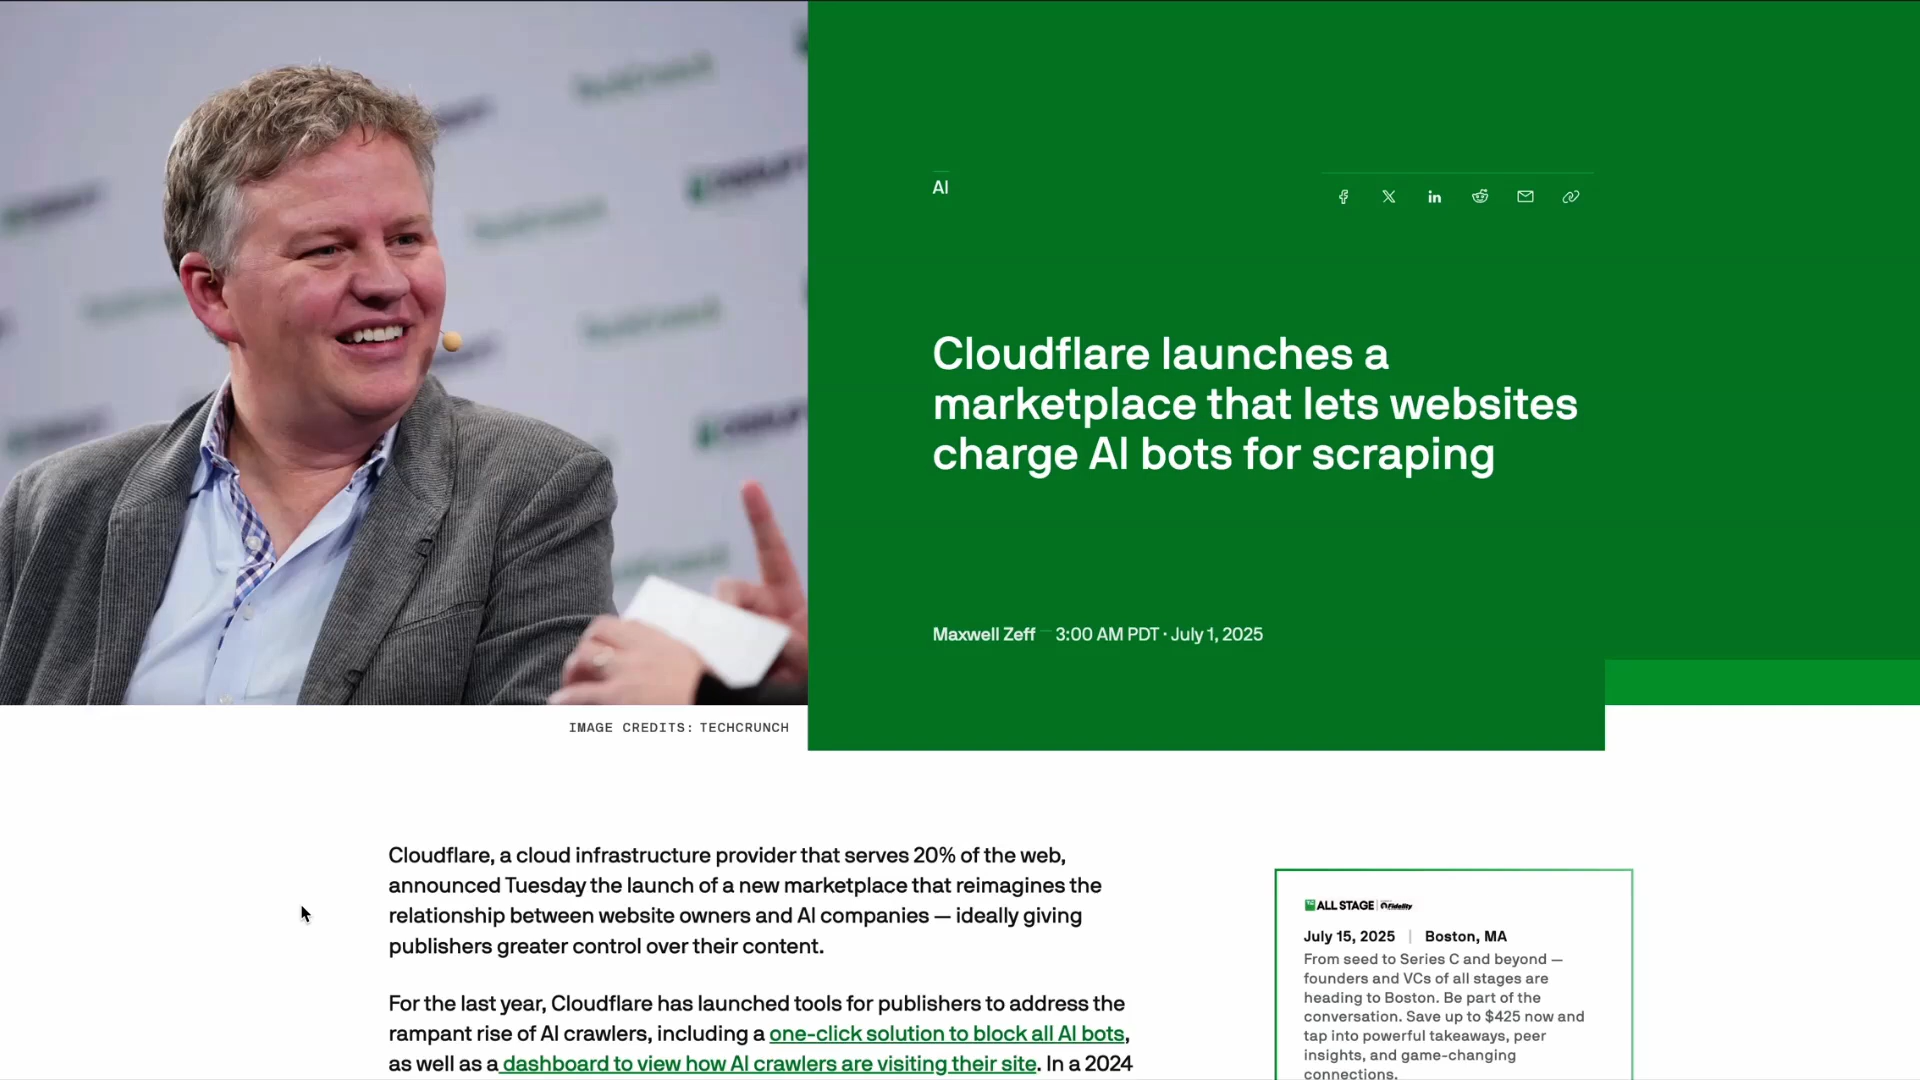 AI
Cloudflare launches a
marketplace that lets websites
charge AI bots for scraping
Maxwell Zeff — 3:00 AM PDT · July 1, 2025
IMAGE CREDITS: TECHCRUNCH
Cloudflare, a cloud infrastructure provider that serves 20% of the web,
announced Tuesday the launch of a new marketplace that reimagines the
relationship between website owners and AI companies — ideally giving
publishers greater control over their content.
For the last year, Cloudflare has launched tools for publishers to address the
rampant rise of AI crawlers, including a one-click solution to block all AI bots,
as well as a dashboard to view how AI crawlers are visiting their site. In a 2024
TC ALL STAGE | Fidelity
July 15, 2025 | Boston, MA
From seed to Series C and beyond —
founders and VCs of all stages are
heading to Boston. Be part of the
conversation. Save up to $425 now and
tap into powerful takeaways, peer
insights, and game-changing
connections.